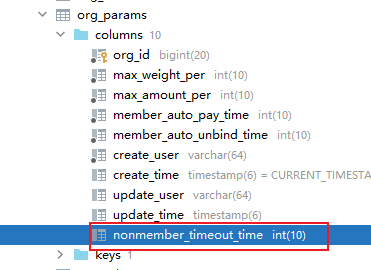 org_params
columns 10
org_id bigint(20)
max_weight_per int(10)
max_amount_per int(10)
member_auto_pay_time int(10)
member_auto_unbind_time int(10)
create_user varchar(64)
create_time timestamp(6) = CURRENT_TIMESTA
update_user varchar(64)
update_time timestamp(6)
nonmember_timeout_time int(10)
keys 1